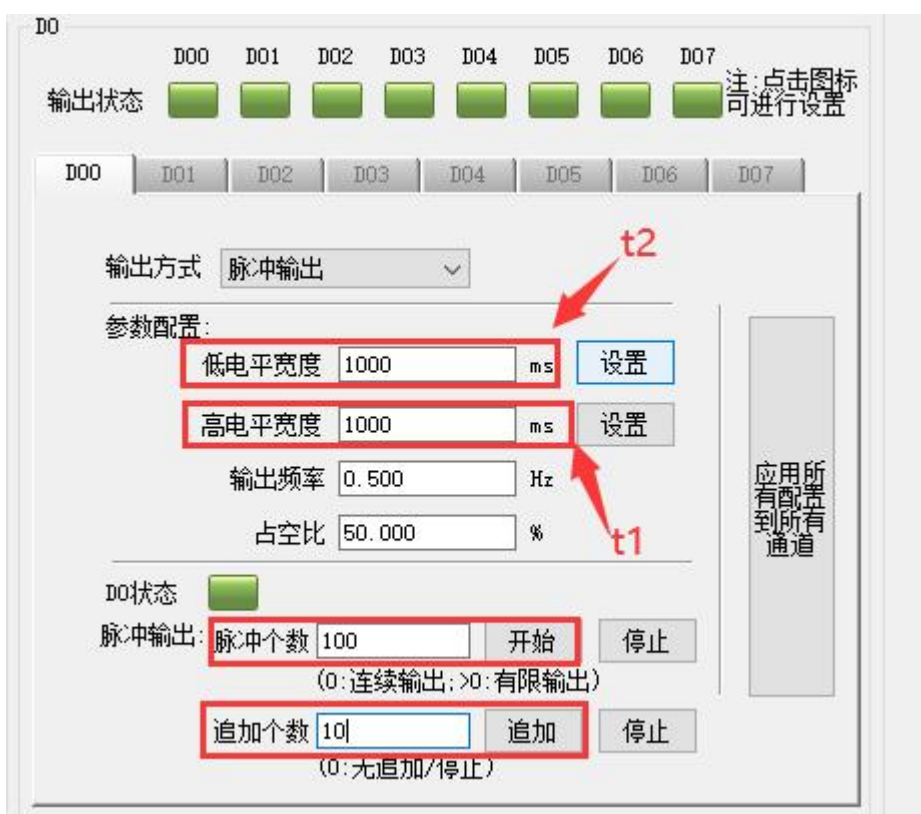 DO
DO0 DO1 DO2 DO3 DO4 DO5 DO6 DO7
输出状态
注:点击图标
可进行设置
DO0 DO1 DO2 DO3 DO4 DO5 DO6 DO7
t2
输出方式 脉冲输出
参数配置:
低电平宽度 1000 ms 设置
高电平宽度 1000 ms 设置
输出频率 0.500 Hz
占空比 50.000 %
t1
应用所
有配置
到所有
通道
DO状态
脉冲输出: 脉冲个数 100 开始 停止
(0:连续输出;>0:有限输出)
追加个数 10 追加 停止
(0:无追加/停止)